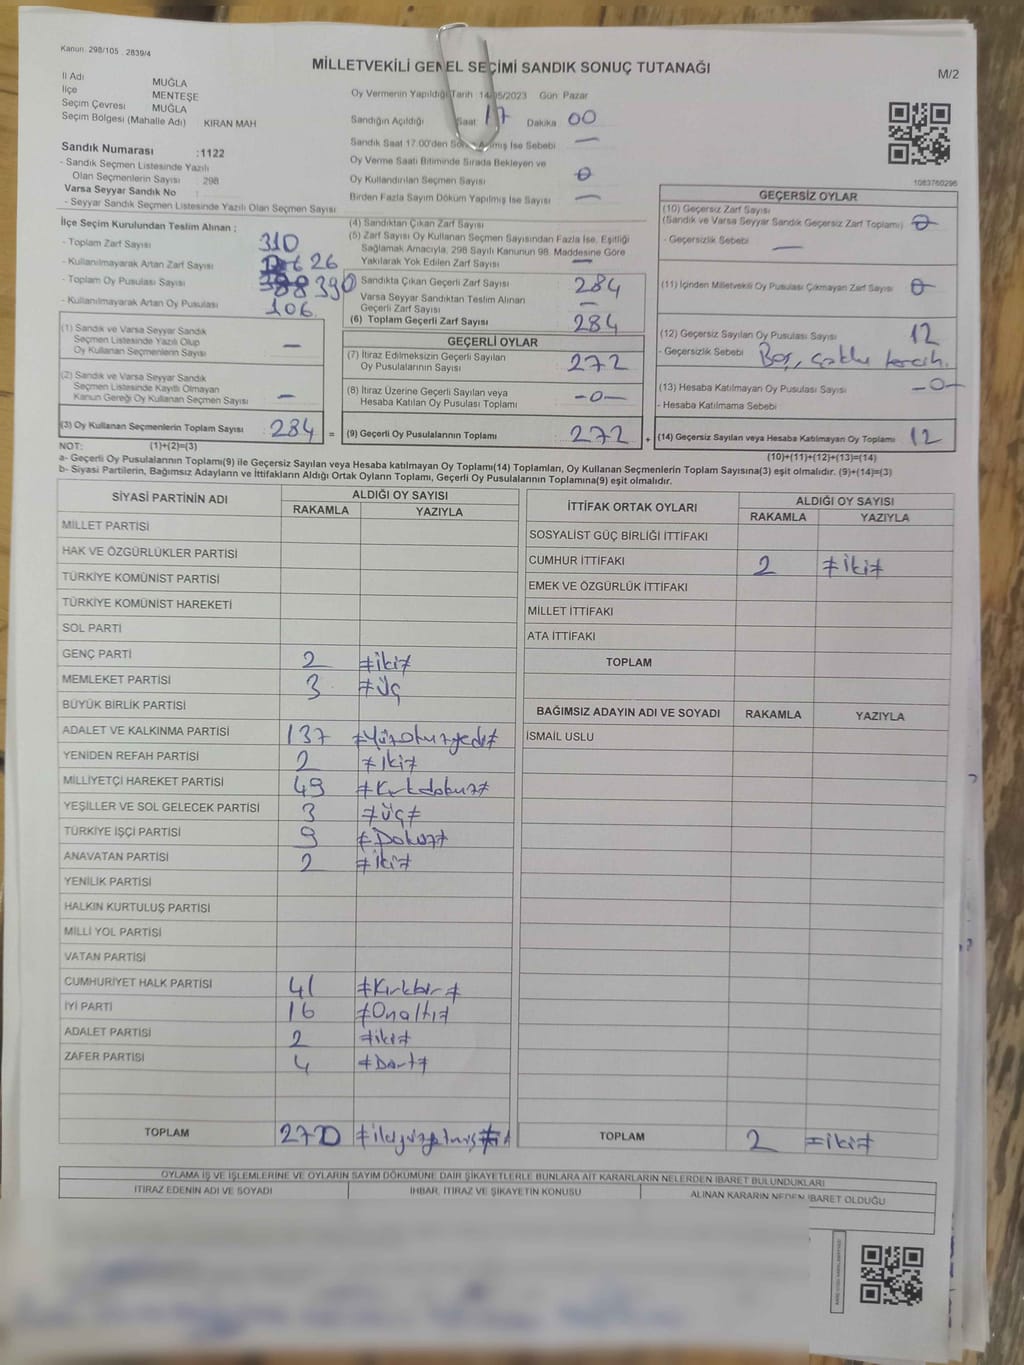 Kanun: 298/105 , 2839/4
MİLLETVEKİLİ GENEL SEÇİMİ SANDIK SONUÇ TUTANAĞI
M/2
İl Adı MUĞLA
İlçe MENTEŞE
Seçim Çevresi MUĞLA
Seçim Bölgesi (Mahalle Adı) KIRAN MAH
Sandık Numarası :1122
- Sandık Seçmen Listesinde Yazılı
Olan Seçmenlerin Sayısı 298
Varsa Seyyar Sandık No
- Seyyar Sandık Seçmen Listesinde Yazılı Olan Seçmen Sayısı
Oy Vermenin Yapıldığı Tarih 14/05/2023 Gün Pazar
Sandığın Açıldığı Saat 17 Dakika 00
Sandık Saat 17.00'den Sonra Açılmış İse Sebebi —
Oy Verme Saati Bitiminde Sırada Bekleyen ve
Oy Kullandırılan Seçmen Sayısı 0
Birden Fazla Sayım Döküm Yapılmış İse Sayısı —
1083760296
İlçe Seçim Kurulundan Teslim Alınan :
- Toplam Zarf Sayısı 310
- Kullanılmayarak Artan Zarf Sayısı 26
- Toplam Oy Pusulası Sayısı 390
- Kullanılmayarak Artan Oy Pusulası 106
(1) Sandık ve Varsa Seyyar Sandık
Seçmen Listesinde Yazılı Olup
Oy Kullanan Seçmenlerin Sayısı —
(2) Sandık ve Varsa Seyyar Sandık
Seçmen Listesinde Kayıtlı Olmayan
Kanun Gereği Oy Kullanan Seçmen Sayısı —
(3) Oy Kullanan Seçmenlerin Toplam Sayısı 284 =
(4) Sandıktan Çıkan Zarf Sayısı
(5) Zarf Sayısı Oy Kullanan Seçmen Sayısından Fazla İse, Eşitliği
Sağlamak Amacıyla, 298 Sayılı Kanunun 98. Maddesine Göre
Yakılarak Yok Edilen Zarf Sayısı —
Sandıkta Çıkan Geçerli Zarf Sayısı 284
Varsa Seyyar Sandıktan Teslim Alınan
Geçerli Zarf Sayısı —
(6) Toplam Geçerli Zarf Sayısı 284
GEÇERLİ OYLAR
(7) İtiraz Edilmeksizin Geçerli Sayılan
Oy Pusulalarının Sayısı 272
(8) İtiraz Üzerine Geçerli Sayılan veya
Hesaba Katılan Oy Pusulası Toplamı -0-
(9) Geçerli Oy Pusulalarının Toplamı 272 +
GEÇERSİZ OYLAR
(10) Geçersiz Zarf Sayısı
(Sandık ve Varsa Seyyar Sandık Geçersiz Zarf Toplamı) 0
- Geçersizlik Sebebi —
(11) İçinden Milletvekili Oy Pusulası Çıkmayan Zarf Sayısı 0
(12) Geçersiz Sayılan Oy Pusulası Sayısı 12
- Geçersizlik Sebebi Boş, çoklu tercih.
(13) Hesaba Katılmayan Oy Pusulası Sayısı -0-
- Hesaba Katılmama Sebebi
(14) Geçersiz Sayılan veya Hesaba Katılmayan Oy Toplamı 12
NOT: (1)+(2)=(3)
(10)+(11)+(12)+(13)=(14)
a- Geçerli Oy Pusulalarının Toplamı(9) ile Geçersiz Sayılan veya Hesaba katılmayan Oy Toplamı(14) Toplamları, Oy Kullanan Seçmenlerin Toplam Sayısına(3) eşit olmalıdır. (9)+(14)=(3)
b- Siyasi Partilerin, Bağımsız Adayların ve İttifakların Aldığı Ortak Oyların Toplamı, Geçerli Oy Pusulalarının Toplamına(9) eşit olmalıdır.
SİYASİ PARTİNİN ADI ALDIĞI OY SAYISI
RAKAMLA YAZIYLA
MİLLET PARTİSİ
HAK VE ÖZGÜRLÜKLER PARTİSİ
TÜRKİYE KOMÜNİST PARTİSİ
TÜRKİYE KOMÜNİST HAREKETİ
SOL PARTİ
GENÇ PARTİ 2 ≠iki≠
MEMLEKET PARTİSİ 3 ≠üç
BÜYÜK BİRLİK PARTİSİ
ADALET VE KALKINMA PARTİSİ 137 ≠Yüzotuzyedi≠
YENİDEN REFAH PARTİSİ 2 ≠iki≠
MİLLİYETÇİ HAREKET PARTİSİ 49 ≠Kırkdokuz≠
YEŞİLLER VE SOL GELECEK PARTİSİ 3 ≠üç≠
TÜRKİYE İŞÇİ PARTİSİ 9 ≠Dokuz≠
ANAVATAN PARTİSİ 2 ≠iki≠
YENİLİK PARTİSİ
HALKIN KURTULUŞ PARTİSİ
MİLLİ YOL PARTİSİ
VATAN PARTİSİ
CUMHURİYET HALK PARTİSİ 41 ≠Kırkbir≠
İYİ PARTİ 16 ≠Onaltı≠
ADALET PARTİSİ 2 ≠iki≠
ZAFER PARTİSİ 4 ≠Dört≠
TOPLAM 270 ≠ikiyüzyetmiş≠
İTTİFAK ORTAK OYLARI ALDIĞI OY SAYISI
RAKAMLA YAZIYLA
SOSYALİST GÜÇ BİRLİĞİ İTTİFAKI
CUMHUR İTTİFAKI 2 ≠iki≠
EMEK VE ÖZGÜRLÜK İTTİFAKI
MİLLET İTTİFAKI
ATA İTTİFAKI
TOPLAM
BAĞIMSIZ ADAYIN ADI VE SOYADI RAKAMLA YAZIYLA
İSMAİL USLU
TOPLAM 2 ≠iki≠
OYLAMA İŞ VE İŞLEMLERİNE VE OYLARIN SAYIM DÖKÜMÜNE DAİR ŞİKAYETLERLE BUNLARA AİT KARARLARIN NELERDEN İBARET BULUNDUKLARI
İTİRAZ EDENİN ADI VE SOYADI İHBAR, İTİRAZ VE ŞİKAYETİN KONUSU ALINAN KARARIN NEDEN İBARET OLDUĞU